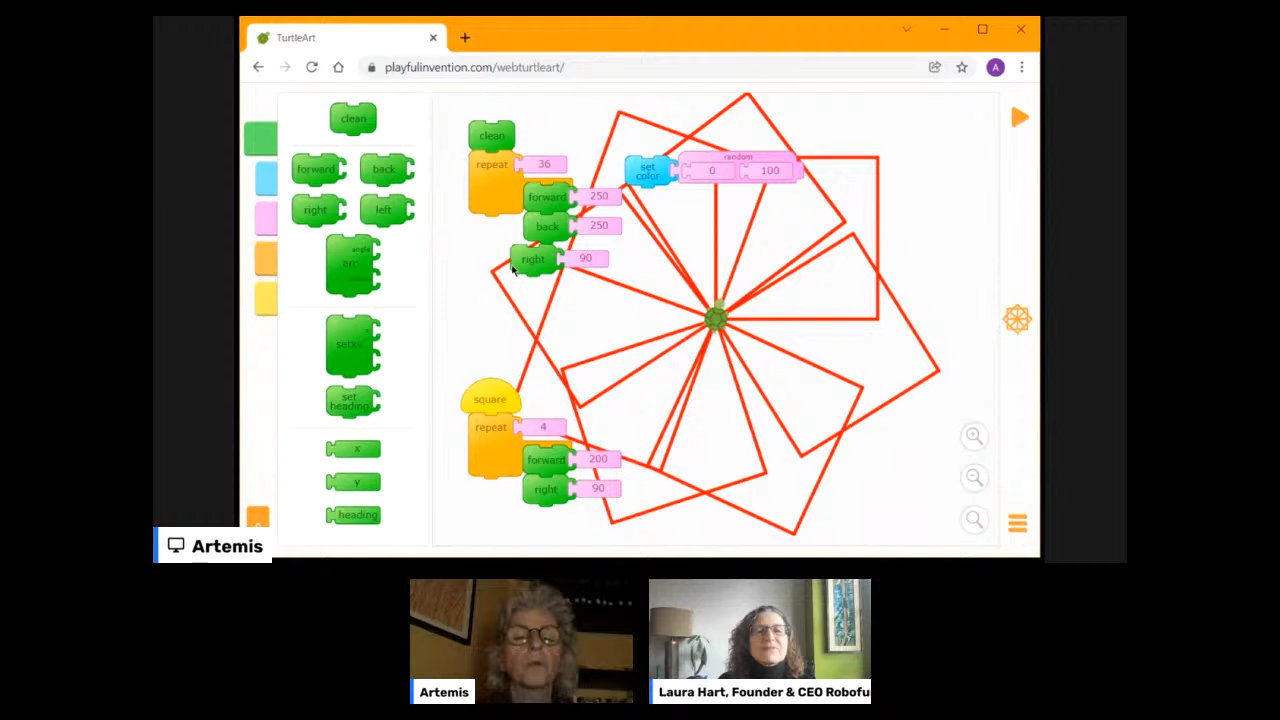 TurtleArt
playfulinvention.com/webturtleart/
A
clean
forward
back
right
left
angle
arc
setxy
set
heading
x
y
heading
clean
repeat 36
forward 250
back 250
right 90
set
color
random
0 100
square
repeat 4
forward 200
right 90
Artemis
Artemis
Laura Hart, Founder & CEO Robofu